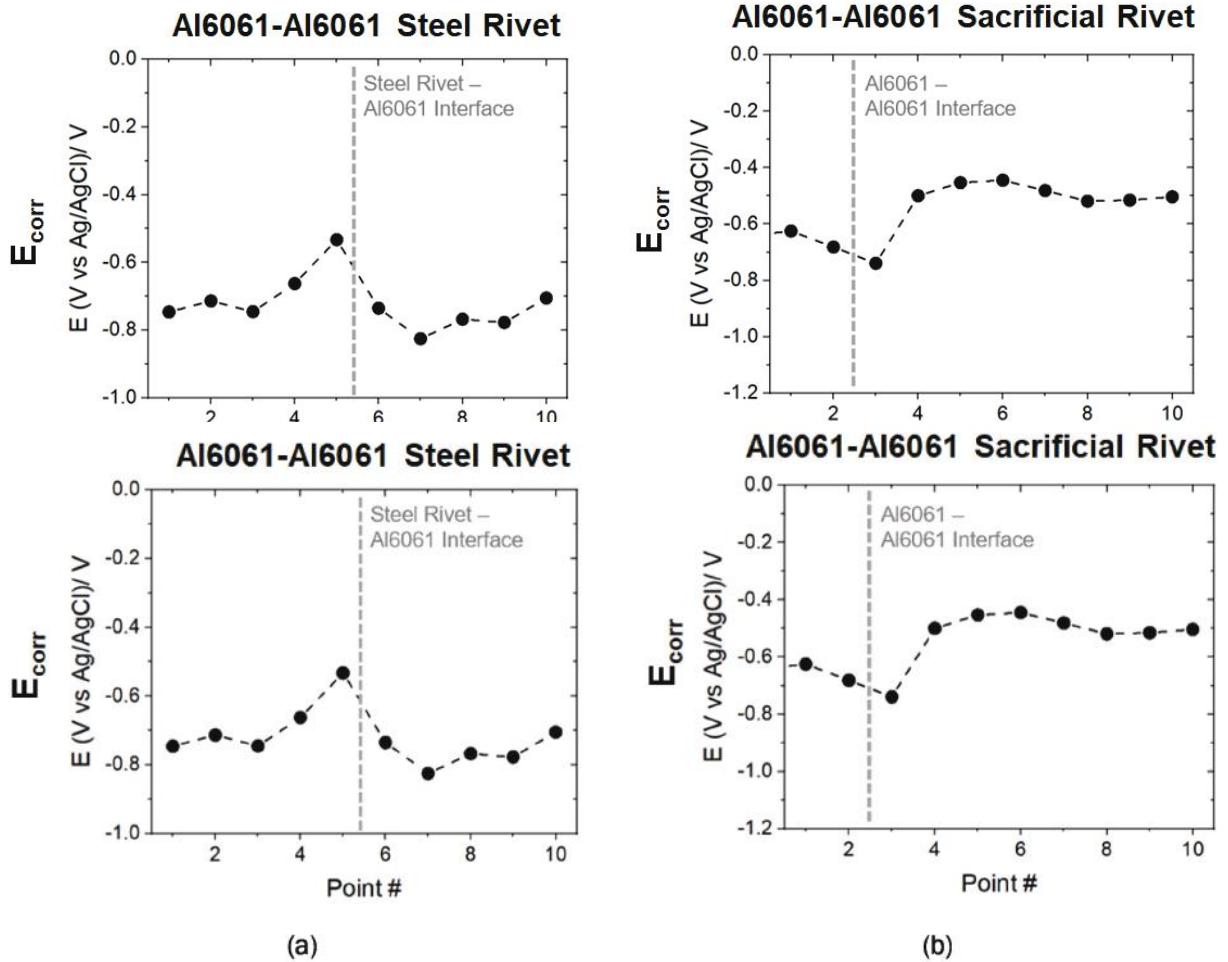 Al6061-Al6061 Steel Rivet
0.0
-0.2
-0.4
-0.6
-0.8
-1.0
E_corr
E (V vs Ag/AgCl)/ V
Steel Rivet –
Al6061 Interface
2 4 6 8 10
Al6061-Al6061 Sacrificial Rivet
0.0
-0.2
-0.4
-0.6
-0.8
-1.0
-1.2
E_corr
E (V vs Ag/AgCl)/ V
Al6061 –
Al6061 Interface
2 4 6 8 10
Al6061-Al6061 Steel Rivet
0.0
-0.2
-0.4
-0.6
-0.8
-1.0
E_corr
E (V vs Ag/AgCl)/ V
Steel Rivet –
Al6061 Interface
2 4 6 8 10
Point #
(a)
Al6061-Al6061 Sacrificial Rivet
0.0
-0.2
-0.4
-0.6
-0.8
-1.0
-1.2
E_corr
E (V vs Ag/AgCl)/ V
Al6061 –
Al6061 Interface
2 4 6 8 10
Point #
(b)